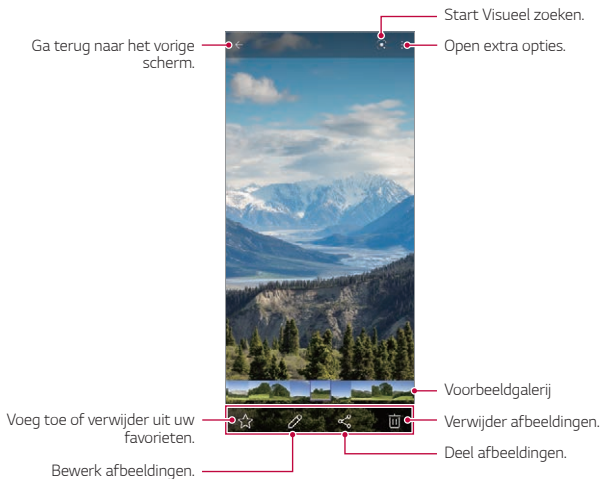 Start Visueel zoeken.
Ga terug naar het vorige
scherm.
Open extra opties.
Voorbeeldgalerij
Voeg toe of verwijder uit uw
favorieten.
Verwijder afbeeldingen.
Deel afbeeldingen.
Bewerk afbeeldingen.